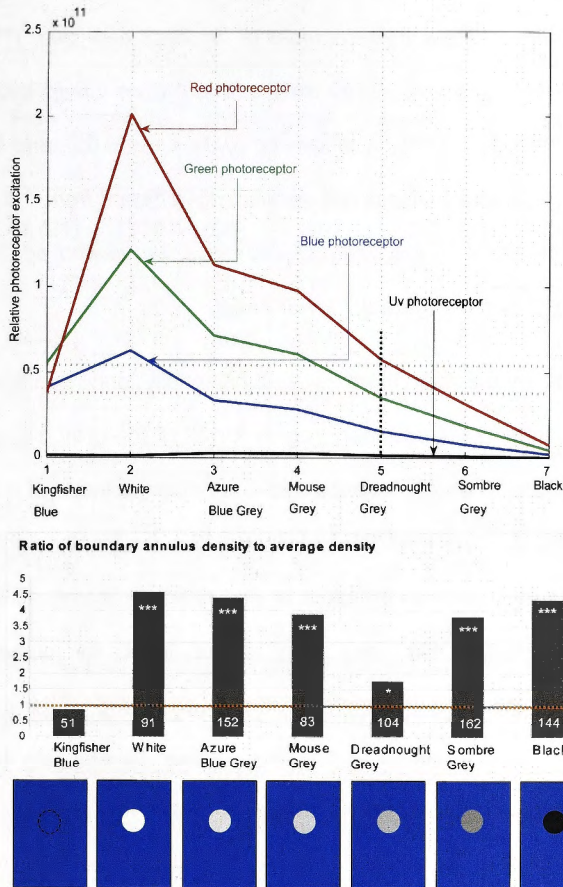 x 10^11
2.5
2
1.5
1
0.5
0
Relative photoreceptor excitation
Red photoreceptor
Green photoreceptor
Blue photoreceptor
Uv photoreceptor
1 2 3 4 5 6 7
Kingfisher White Azure Mouse Dreadnought Sombre Black
Blue Blue Grey Grey Grey Grey
Ratio of boundary annulus density to average density
5
4.5
4
3.5
3
2.5
2
1.5
1
0.5
0
*** *** *** * *** ***
51 91 152 83 104 162 144
Kingfisher White Azure Mouse Dreadnought Sombre Black
Blue Blue Grey Grey Grey Grey